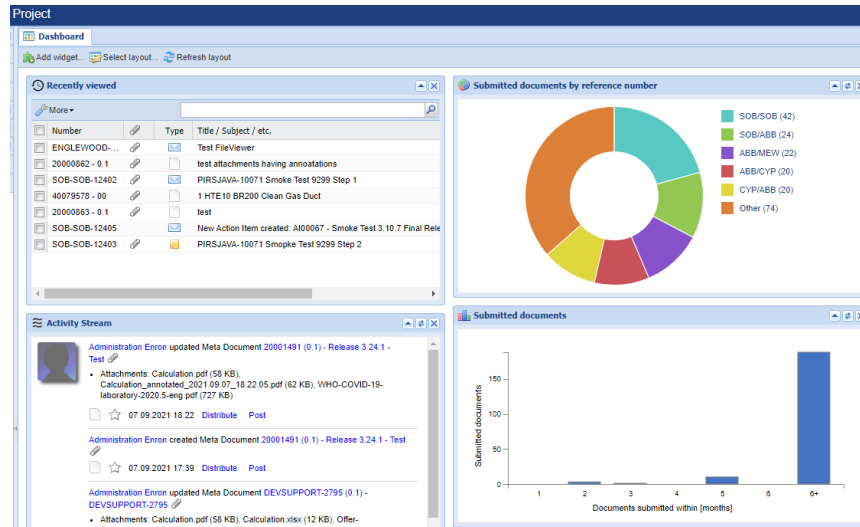 Project
Dashboard
Add widget... Select layout... Refresh layout
Recently viewed
More
Number Type Title / Subject / etc.
ENGLEWOOD-... Test FileViewer
20000862 - 0.1 test attachments having annoatations
SOB-SOB-12402 PIRSJAVA-10071 Smoke Test 9299 Step 1
40079578 - 00 1 HTE10 BR200 Clean Gas Duct
20000863 - 0.1 test
SOB-SOB-12405 New Action Item created: AI00067 - Smoke Test 3.10.7 Final Rele
SOB-SOB-12403 PIRSJAVA-10071 Smopke Test 9299 Step 2
Submitted documents by reference number
SOB/SOB (42)
SOB/ABB (24)
ABB/MEW (22)
ABB/CYP (20)
CYP/ABB (20)
Other (74)
Activity Stream
Administration Enron updated Meta Document 20001491 (0.1) - Release 3.24.1 -
Test
• Attachments: Calculation.pdf (58 KB),
Calculation_annotated_2021.09.07_18.22.05.pdf (62 KB), WHO-COVID-19-
laboratory-2020.5-eng.pdf (727 KB)
07.09.2021 18:22 Distribute Post
Administration Enron created Meta Document 20001491 (0.1) - Release 3.24.1 - Test
07.09.2021 17:39 Distribute Post
Administration Enron updated Meta Document DEVSUPPORT-2795 (0.1) -
DEVSUPPORT-2795
• Attachments: Calculation.pdf (58 KB), Calculation.xlsx (12 KB), Offer-
Submitted documents
Submitted documents
150
100
50
0
1 2 3 4 5 6 6+
Documents submitted within [months]